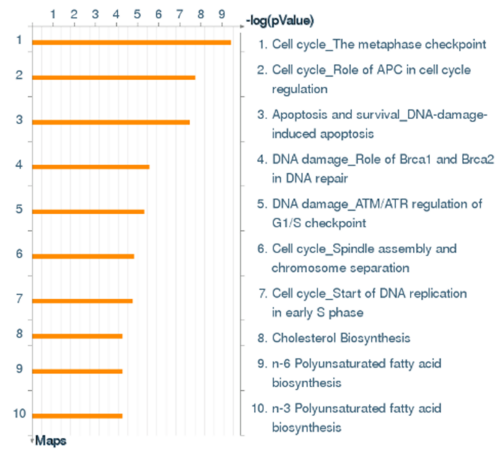 1 2 3 4 5 6 7 8 9 -log(pValue)
1
2
3
4
5
6
7
8
9
10
Maps
1. Cell cycle_The metaphase checkpoint
2. Cell cycle_Role of APC in cell cycle
regulation
3. Apoptosis and survival_DNA-damage-
induced apoptosis
4. DNA damage_Role of Brca1 and Brca2
in DNA repair
5. DNA damage_ATM/ATR regulation of
G1/S checkpoint
6. Cell cycle_Spindle assembly and
chromosome separation
7. Cell cycle_Start of DNA replication
in early S phase
8. Cholesterol Biosynthesis
9. n-6 Polyunsaturated fatty acid
biosynthesis
10. n-3 Polyunsaturated fatty acid
biosynthesis